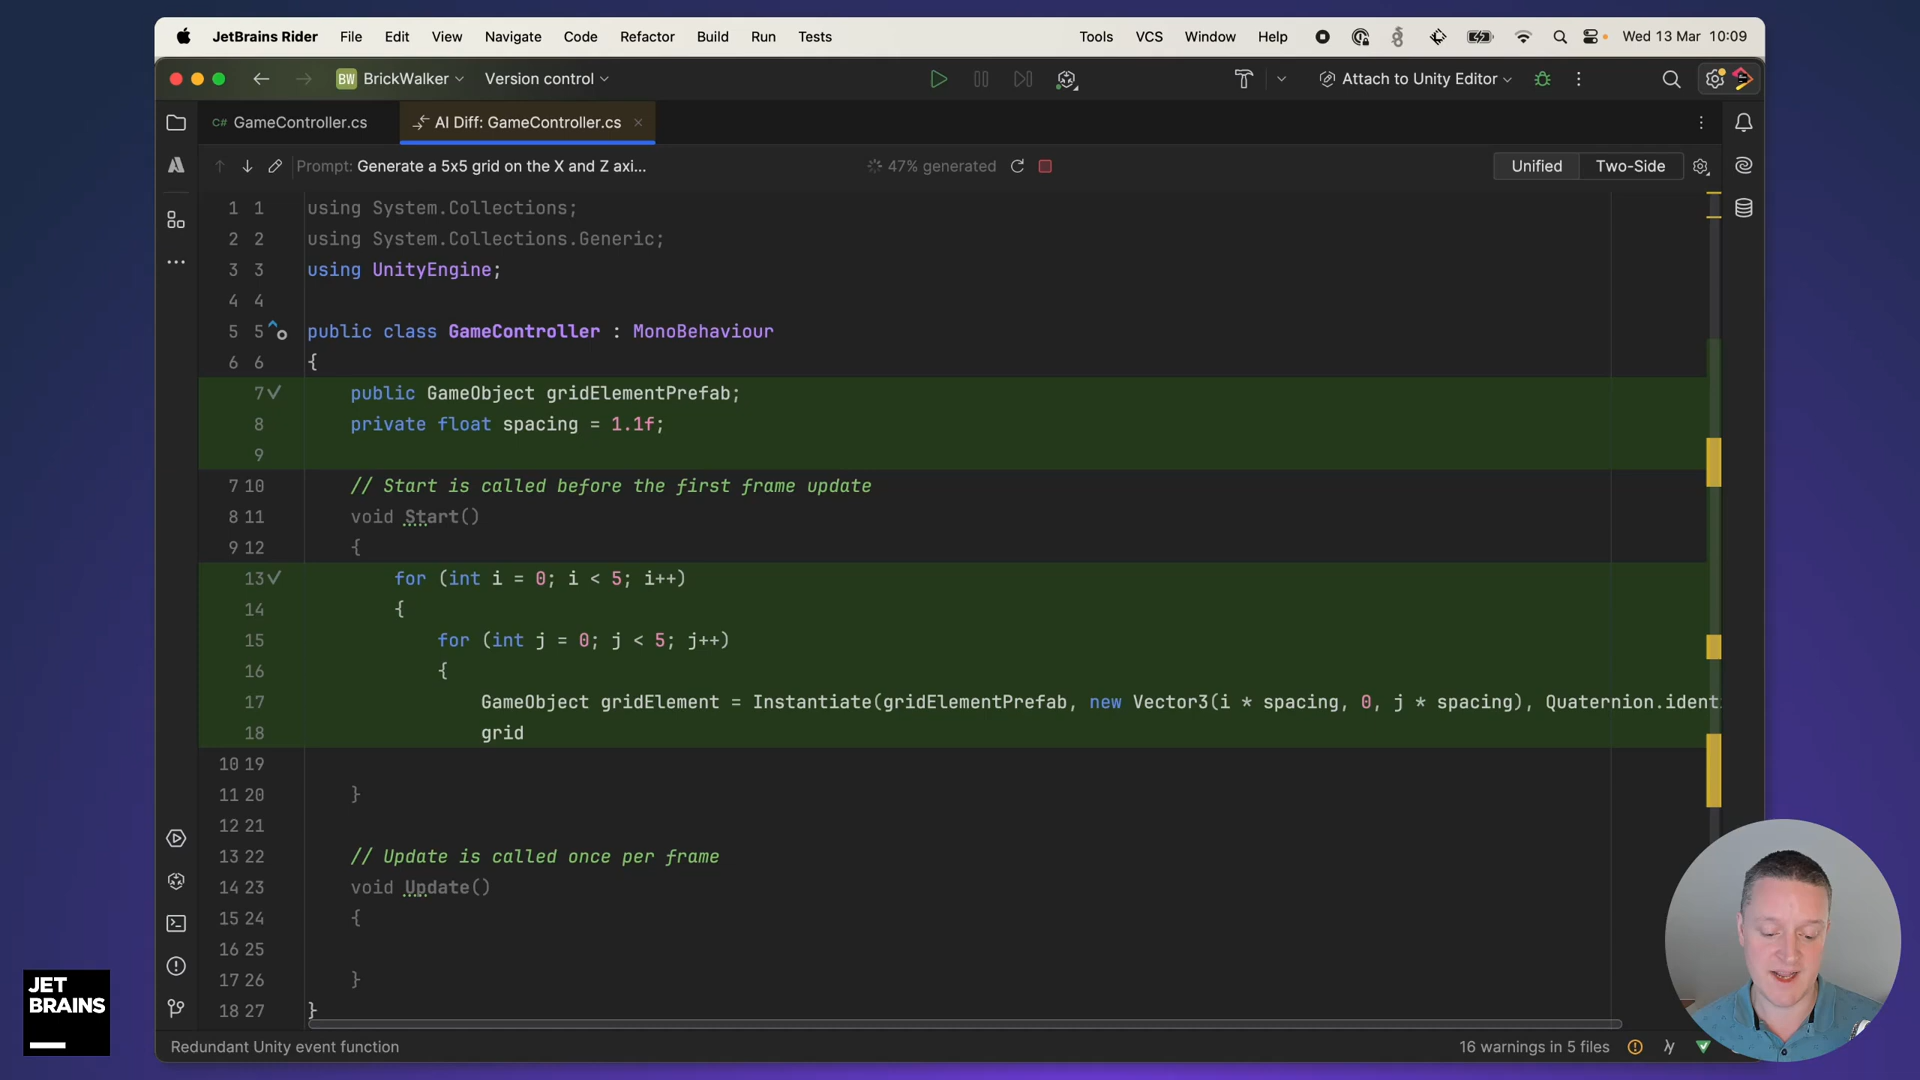 JetBrains Rider File Edit View Navigate Code Refactor Build Run Tests Tools VCS Window Help Wed 13 Mar 10:09
BW BrickWalker Version control Attach to Unity Editor
C# GameController.cs AI Diff: GameController.cs
Prompt: Generate a 5x5 grid on the X and Z axi... 47% generated Unified Two-Side
1 1 using System.Collections;
2 2 using System.Collections.Generic;
3 3 using UnityEngine;
4 4
5 5 public class GameController : MonoBehaviour
6 6 {
7 public GameObject gridElementPrefab;
8 private float spacing = 1.1f;
9
7 10 // Start is called before the first frame update
8 11 void Start()
9 12 {
13 for (int i = 0; i < 5; i++)
14 {
15 for (int j = 0; j < 5; j++)
16 {
17 GameObject gridElement = Instantiate(gridElementPrefab, new Vector3(i * spacing, 0, j * spacing), Quaternion.identi
18 grid
10 19
11 20 }
12 21
13 22 // Update is called once per frame
14 23 void Update()
15 24 {
16 25
17 26 }
18 27 }
Redundant Unity event function 16 warnings in 5 files
JET
BRAINS